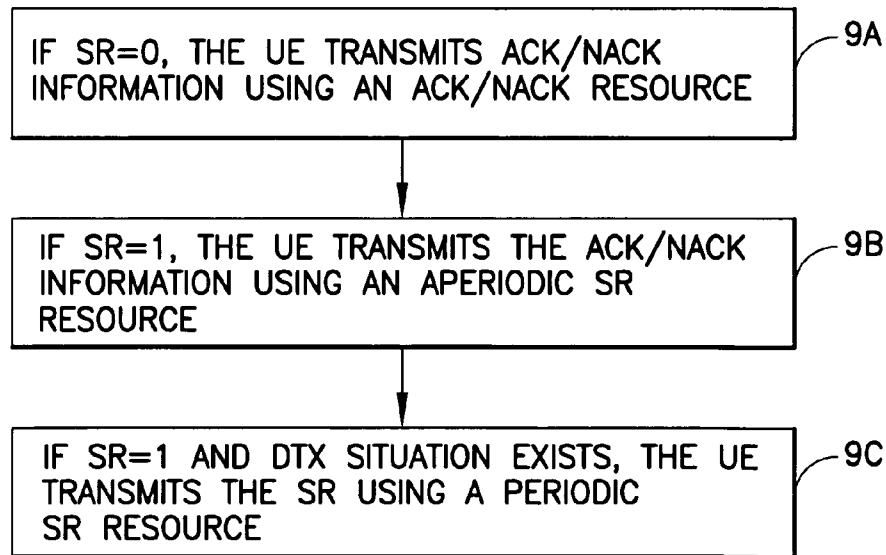 IF SR=0, THE UE TRANSMITS ACK/NACK
INFORMATION USING AN ACK/NACK RESOURCE
9A
IF SR=1, THE UE TRANSMITS THE ACK/NACK
INFORMATION USING AN APERIODIC SR
RESOURCE
9B
IF SR=1 AND DTX SITUATION EXISTS, THE UE
TRANSMITS THE SR USING A PERIODIC
SR RESOURCE
9C